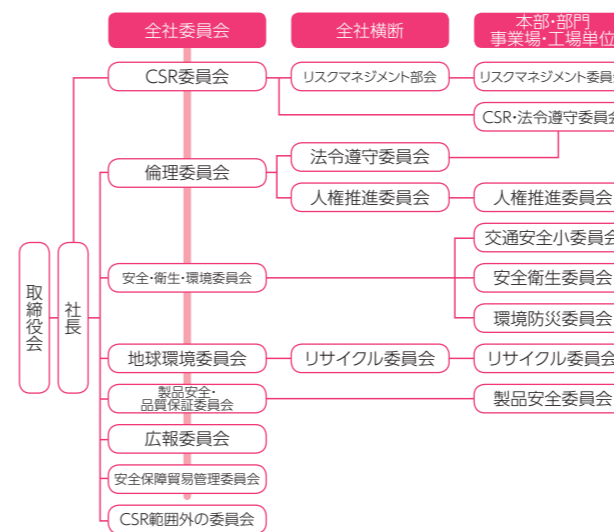 全社委員会
全社横断
本部・部門
事業場・工場単位
CSR委員会
リスクマネジメント部会
リスクマネジメント委員会
CSR・法令遵守委員会
倫理委員会
法令遵守委員会
人権推進委員会
人権推進委員会
交通安全小委員会
安全・衛生・環境委員会
安全衛生委員会
環境防災委員会
取締役会
社長
地球環境委員会
リサイクル委員会
リサイクル委員会
製品安全・
品質保証委員会
製品安全委員会
広報委員会
安全保障貿易管理委員会
CSR範囲外の委員会